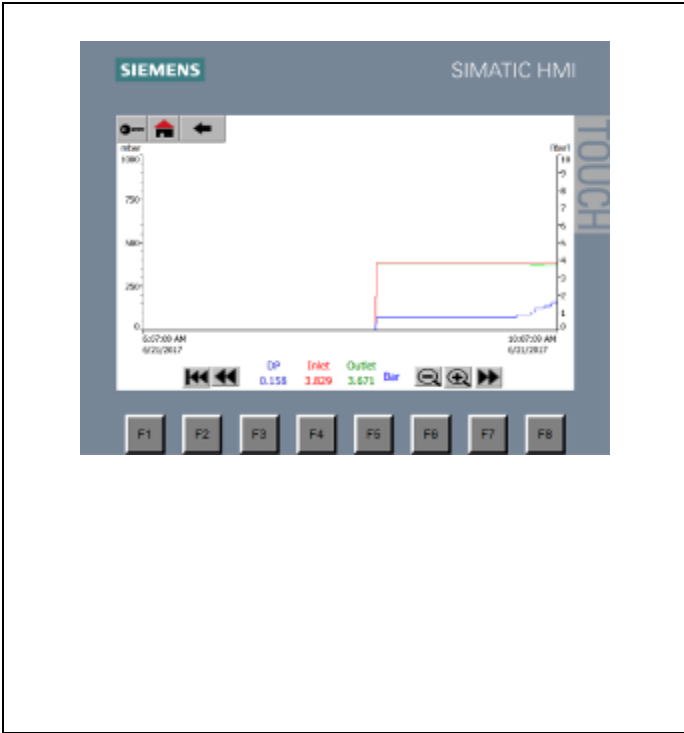 SIEMENS
SIMATIC HMI
TOUCH
mbar
1000
750
500
250
0
[bar]
10
9
8
7
6
5
4
3
2
1
0
6:07:09 AM
6/21/2017
10:07:09 AM
6/21/2017
DP Inlet Outlet
0.158 3.829 3.671 Bar
F1 F2 F3 F4 F5 F6 F7 F8